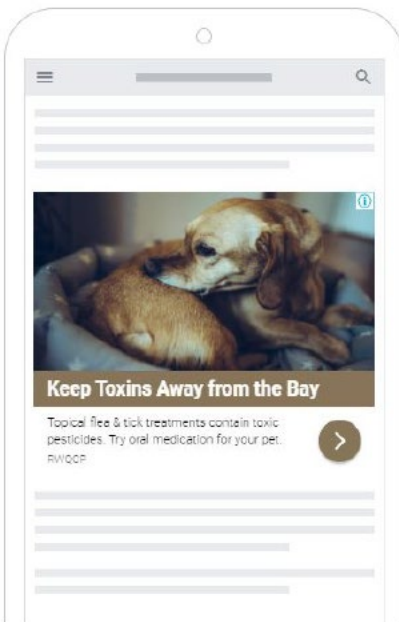 Keep Toxins Away from the Bay
Topical flea & tick treatments contain toxic
pesticides. Try oral medication for your pet.
RWQCP